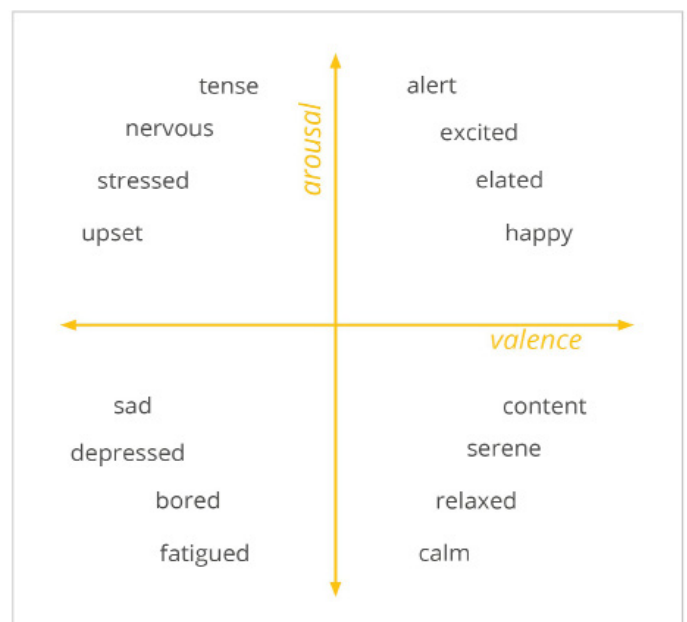 tense
alert
arousal
nervous
excited
stressed
elated
upset
happy
valence
sad
content
depressed
serene
bored
relaxed
fatigued
calm